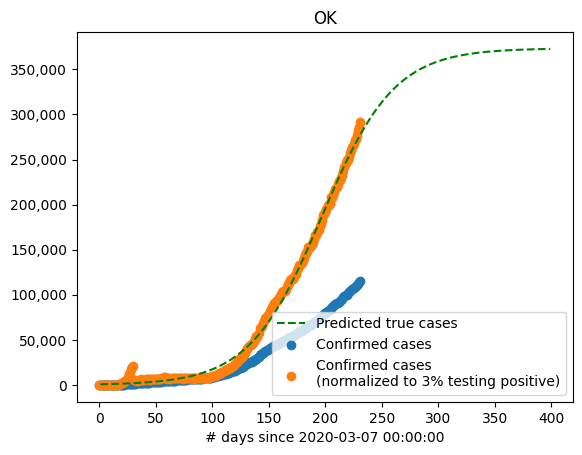 OK
350,000
300,000
250,000
200,000
150,000
100,000
50,000
0
Predicted true cases
Confirmed cases
Confirmed cases
(normalized to 3% testing positive)
0 50 100 150 200 250 300 350 400
# days since 2020-03-07 00:00:00